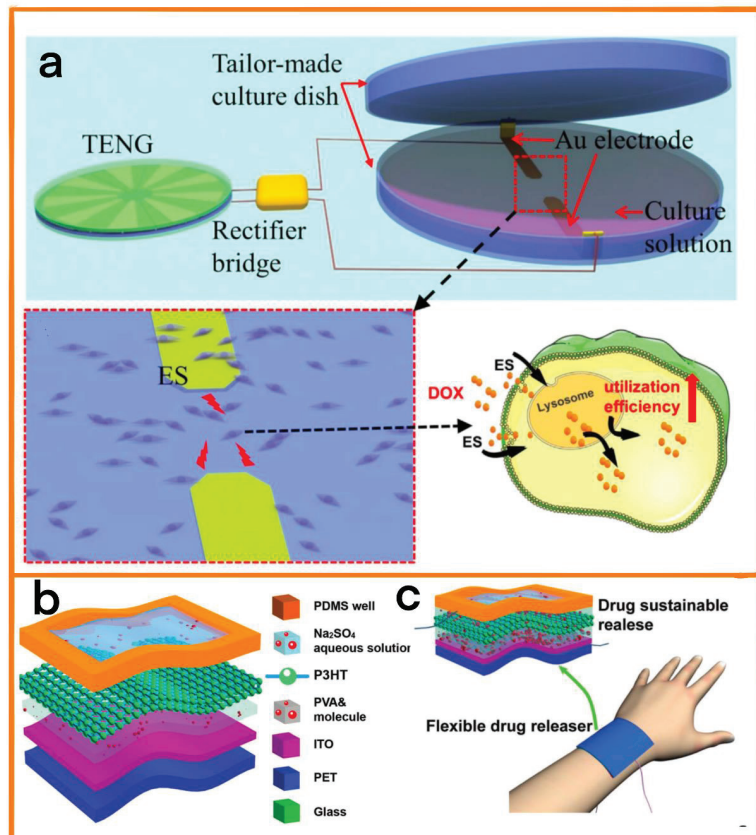 a
Tailor-made
culture dish
TENG
Au electrode
Rectifier
bridge
Culture
solution
ES
DOX
ES
Lysosome
utilization
efficiency
ES
b
PDMS well
Na₂SO₄
aqueous solution
P3HT
PVA&
molecule
ITO
PET
Glass
c
Drug sustainable
realese
Flexible drug releaser